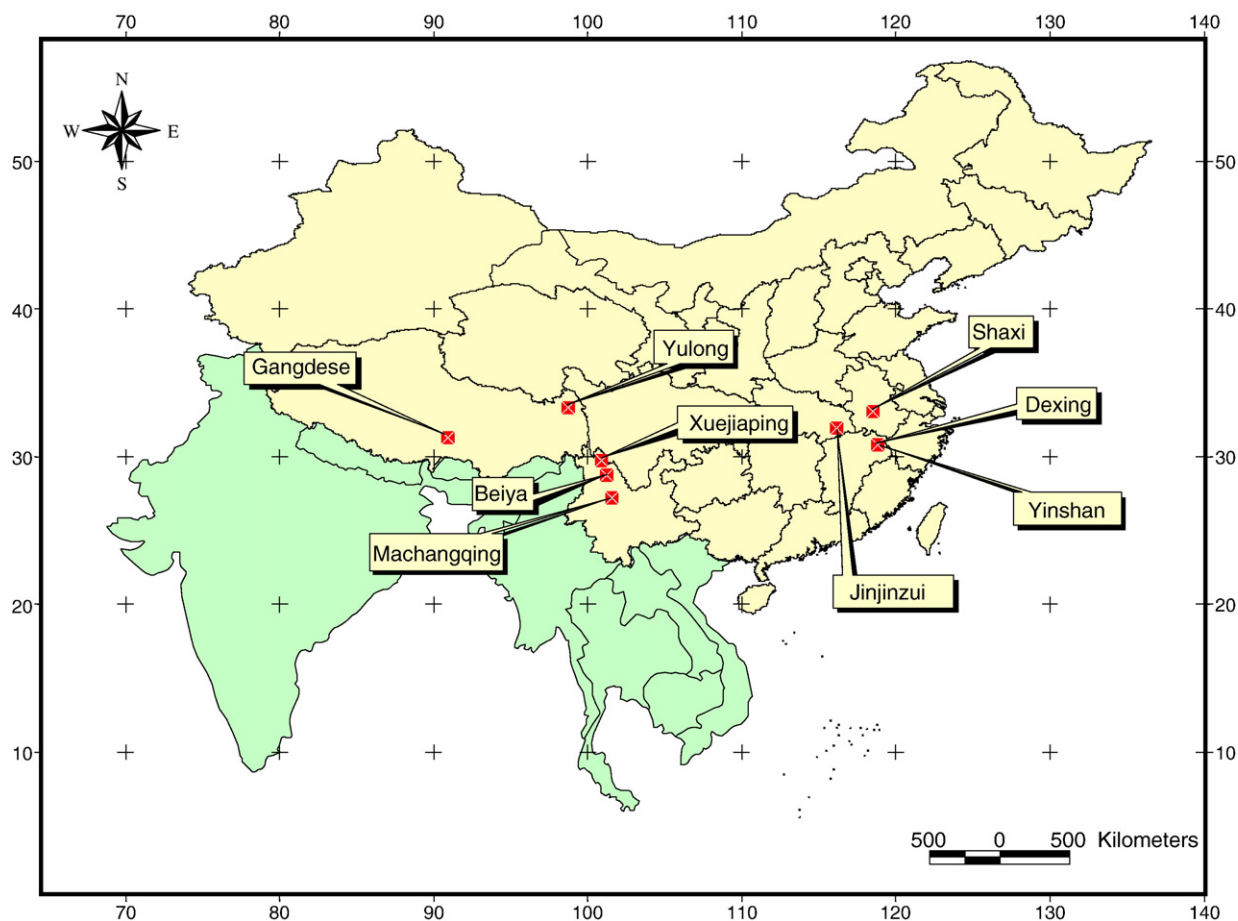 70 80 90 100 110 120 130 140
N
W E
S
50 50
40 40
Shaxi
Yulong
Gangdese
Dexing
Xuejiaping
30 30
Beiya
Yinshan
Machangqing
Jinjinzui
20 20
10 10
500 0 500 Kilometers
70 80 90 100 110 120 130 140